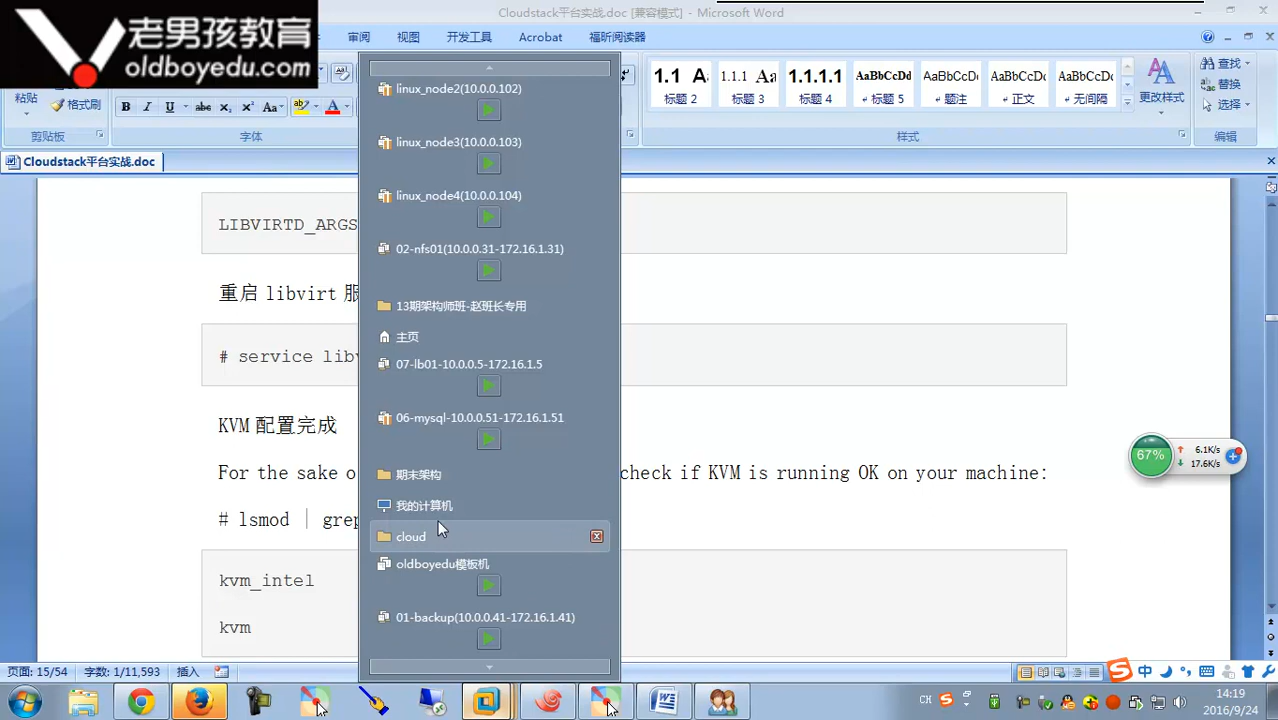 Cloudstack平台实战.doc [兼容模式] - Microsoft Word
老男孩教育
oldboyedu.com
审阅 视图 开发工具 Acrobat 福昕阅读器
粘贴 格式刷
剪贴板 字体 样式 编辑
1.1 A 1.1.1 Aa 1.1.1.1 AaBbCcDd AaBbCcDd AaBbCcDd AaBbCcDd
标题 2 标题 3 标题 4 标题 5 题注 正文 无间隔
更改样式
查找
替换
选择
Cloudstack平台实战.doc
linux_node2(10.0.0.102)
linux_node3(10.0.0.103)
linux_node4(10.0.0.104)
02-nfs01(10.0.0.31-172.16.1.31)
13期架构师班-赵班长专用
主页
07-lb01-10.0.0.5-172.16.1.5
06-mysql-10.0.0.51-172.16.1.51
期末架构
我的计算机
cloud
oldboyedu模板机
01-backup(10.0.0.41-172.16.1.41)
LIBVIRTD_ARGS
重启 libvirt 服
# service lib
KVM 配置完成
For the sake o check if KVM is running OK on your machine:
# lsmod | grep
kvm_intel
kvm
67% 6.1K/s
17.6K/s
页面: 15/54 字数: 1/11,593 插入
中
CH
14:19
2016/9/24